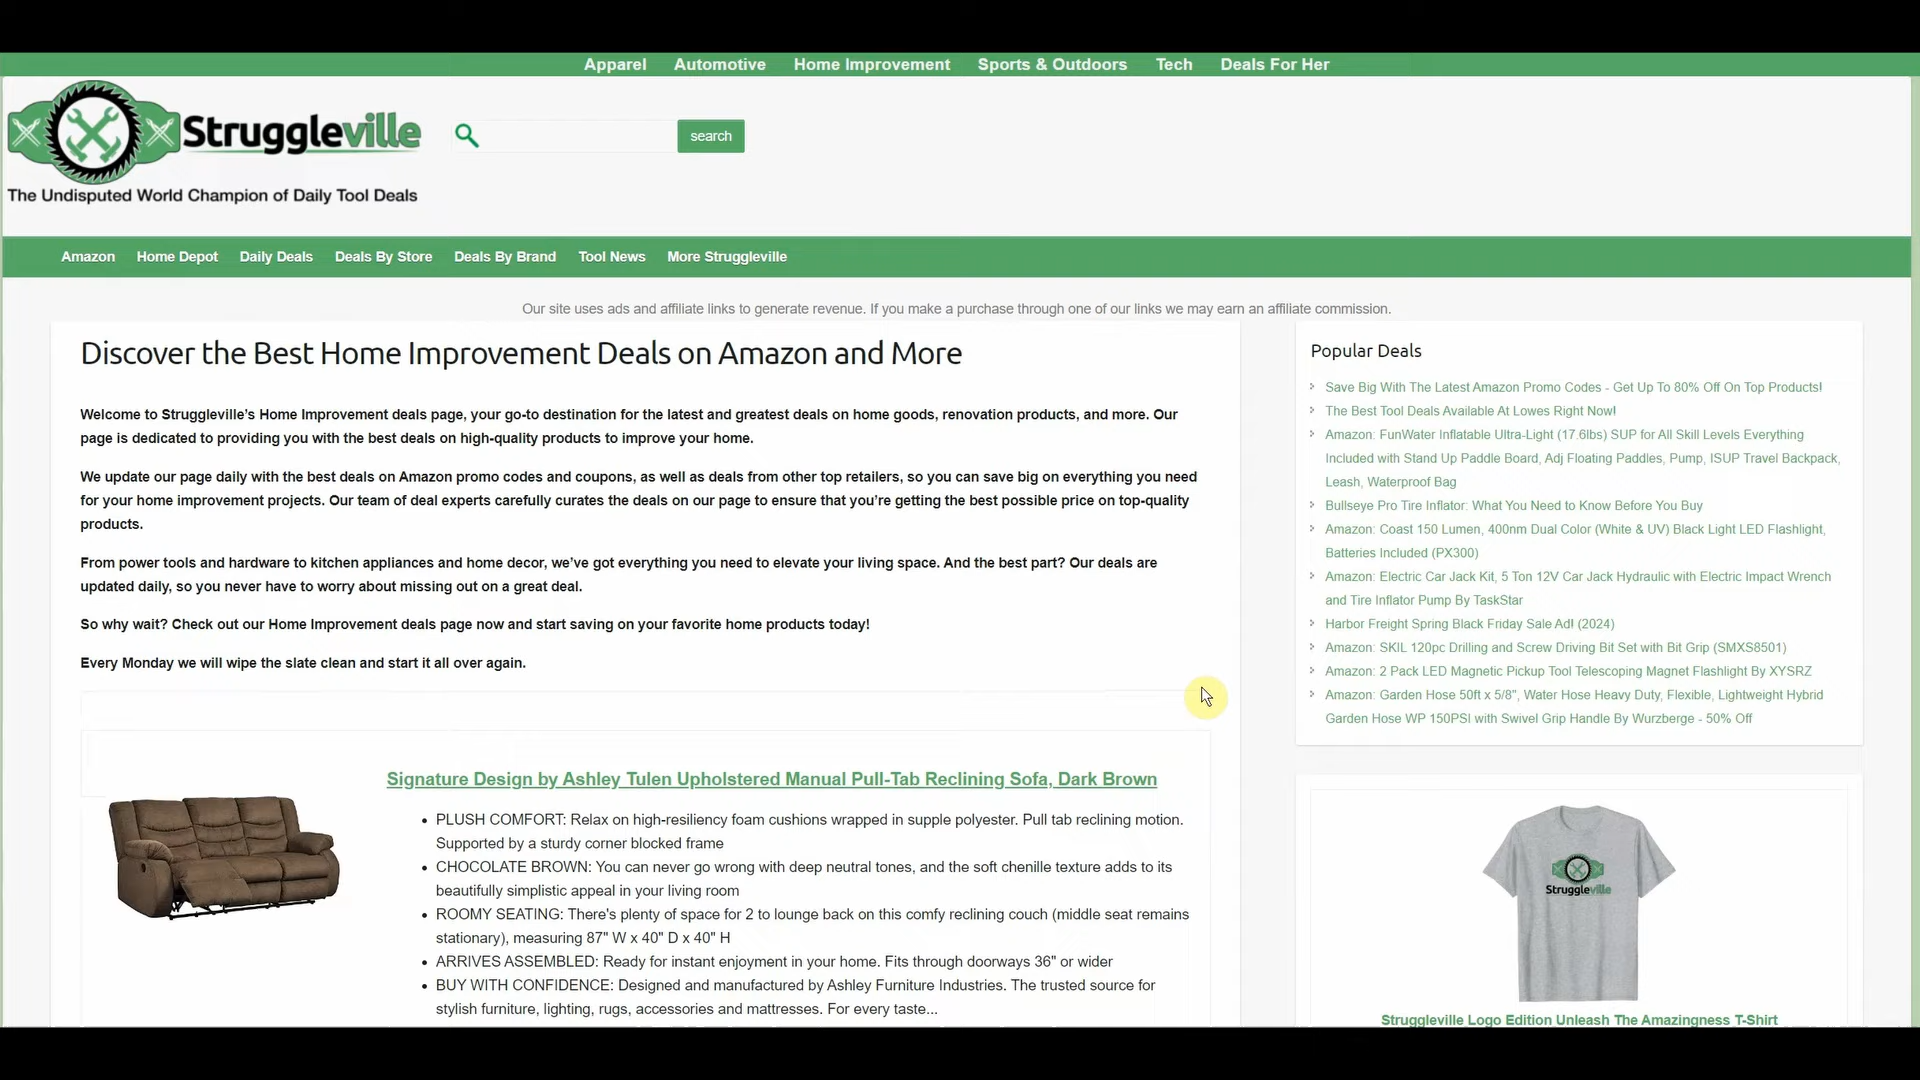 Apparel Automotive Home Improvement Sports & Outdoors Tech Deals For Her
Struggleville
The Undisputed World Champion of Daily Tool Deals
search
Amazon Home Depot Daily Deals Deals By Store Deals By Brand Tool News More Struggleville
Our site uses ads and affiliate links to generate revenue. If you make a purchase through one of our links we may earn an affiliate commission.
Discover the Best Home Improvement Deals on Amazon and More
Welcome to Struggleville’s Home Improvement deals page, your go-to destination for the latest and greatest deals on home goods, renovation products, and more. Our
page is dedicated to providing you with the best deals on high-quality products to improve your home.
We update our page daily with the best deals on Amazon promo codes and coupons, as well as deals from other top retailers, so you can save big on everything you need
for your home improvement projects. Our team of deal experts carefully curates the deals on our page to ensure that you’re getting the best possible price on top-quality
products.
From power tools and hardware to kitchen appliances and home decor, we’ve got everything you need to elevate your living space. And the best part? Our deals are
updated daily, so you never have to worry about missing out on a great deal.
So why wait? Check out our Home Improvement deals page now and start saving on your favorite home products today!
Every Monday we will wipe the slate clean and start it all over again.
Signature Design by Ashley Tulen Upholstered Manual Pull-Tab Reclining Sofa, Dark Brown
• PLUSH COMFORT: Relax on high-resiliency foam cushions wrapped in supple polyester. Pull tab reclining motion.
Supported by a sturdy corner blocked frame
• CHOCOLATE BROWN: You can never go wrong with deep neutral tones, and the soft chenille texture adds to its
beautifully simplistic appeal in your living room
• ROOMY SEATING: There's plenty of space for 2 to lounge back on this comfy reclining couch (middle seat remains
stationary), measuring 87" W x 40" D x 40" H
• ARRIVES ASSEMBLED: Ready for instant enjoyment in your home. Fits through doorways 36" or wider
• BUY WITH CONFIDENCE: Designed and manufactured by Ashley Furniture Industries. The trusted source for
stylish furniture, lighting, rugs, accessories and mattresses. For every taste...
Popular Deals
Save Big With The Latest Amazon Promo Codes - Get Up To 80% Off On Top Products!
The Best Tool Deals Available At Lowes Right Now!
Amazon: FunWater Inflatable Ultra-Light (17.6lbs) SUP for All Skill Levels Everything
Included with Stand Up Paddle Board, Adj Floating Paddles, Pump, ISUP Travel Backpack,
Leash, Waterproof Bag
Bullseye Pro Tire Inflator: What You Need to Know Before You Buy
Amazon: Coast 150 Lumen, 400nm Dual Color (White & UV) Black Light LED Flashlight,
Batteries Included (PX300)
Amazon: Electric Car Jack Kit, 5 Ton 12V Car Jack Hydraulic with Electric Impact Wrench
and Tire Inflator Pump By TaskStar
Harbor Freight Spring Black Friday Sale Ad! (2024)
Amazon: SKIL 120pc Drilling and Screw Driving Bit Set with Bit Grip (SMXS8501)
Amazon: 2 Pack LED Magnetic Pickup Tool Telescoping Magnet Flashlight By XYSRZ
Amazon: Garden Hose 50ft x 5/8", Water Hose Heavy Duty, Flexible, Lightweight Hybrid
Garden Hose WP 150PSI with Swivel Grip Handle By Wurzberge - 50% Off
Struggleville
Struggleville Logo Edition Unleash The Amazingness T-Shirt